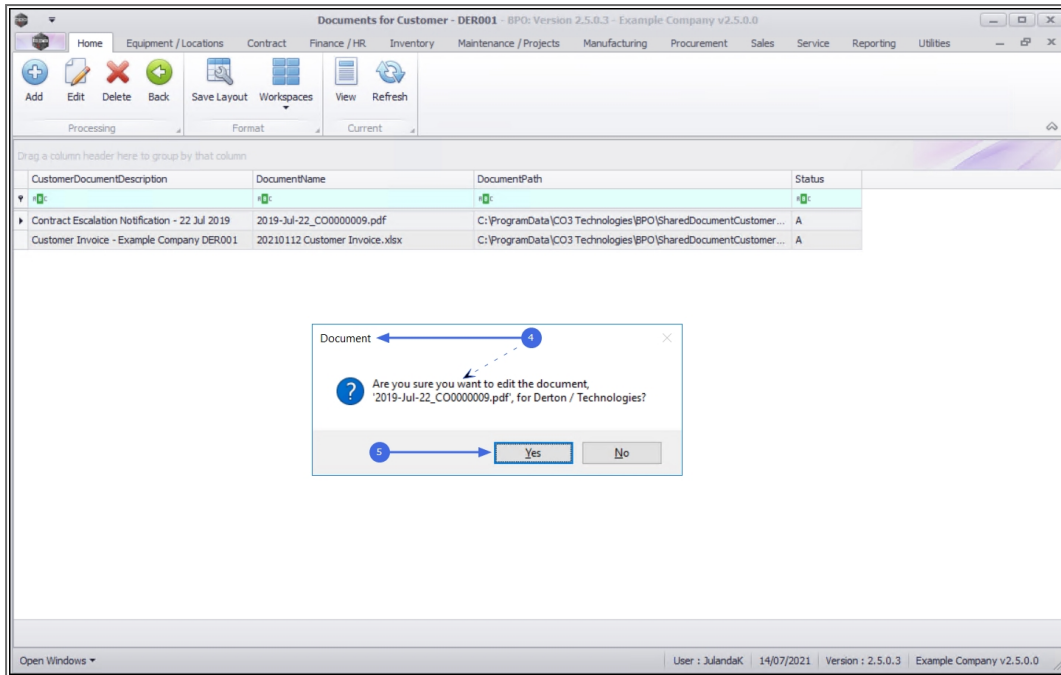 Documents for Customer - DER001 - BPO: Version 2.5.0.3 - Example Company v2.5.0.0
Home Equipment / Locations Contract Finance / HR Inventory Maintenance / Projects Manufacturing Procurement Sales Service Reporting Utilities
Add Edit Delete Back Save Layout Workspaces View Refresh
Processing Format Current
Drag a column header here to group by that column
CustomerDocumentDescription DocumentName DocumentPath Status
Contract Escalation Notification - 22 Jul 2019 2019-Jul-22_CO0000009.pdf C:\ProgramData\CO3 Technologies\BPO\SharedDocumentCustomer... A
Customer Invoice - Example Company DER001 20210112 Customer Invoice.xlsx C:\ProgramData\CO3 Technologies\BPO\SharedDocumentCustomer... A
Document 4
Are you sure you want to edit the document,
'2019-Jul-22_CO0000009.pdf', for Derton / Technologies?
5 Yes No
Open Windows User : JulandaK 14/07/2021 Version : 2.5.0.3 Example Company v2.5.0.0